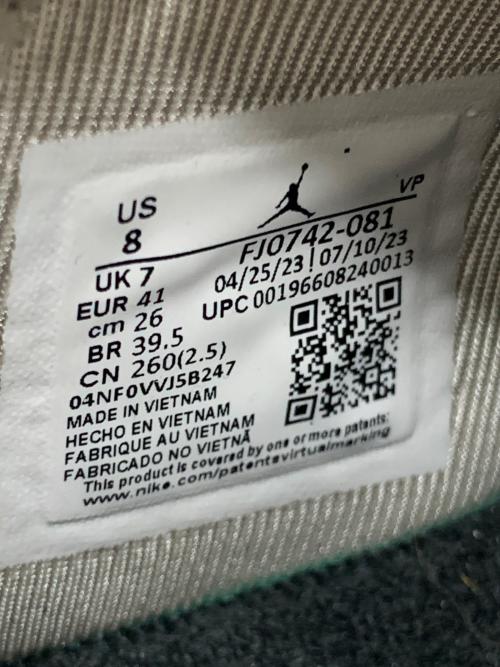 US
8
VP
FJ0742-081
UK 7
04/25/23 | 07/10/23
EUR 41
UPC 00196608240013
cm 26
BR 39.5
CN 260(2.5)
04NF0VVJ5B247
MADE IN VIETNAM
HECHO EN VIETNAM
FABRIQUE AU VIETNAM
FABRICADO NO VIETNÃ
This product is covered by one or more patents:
www.nike.com/patentsvirtualmarking